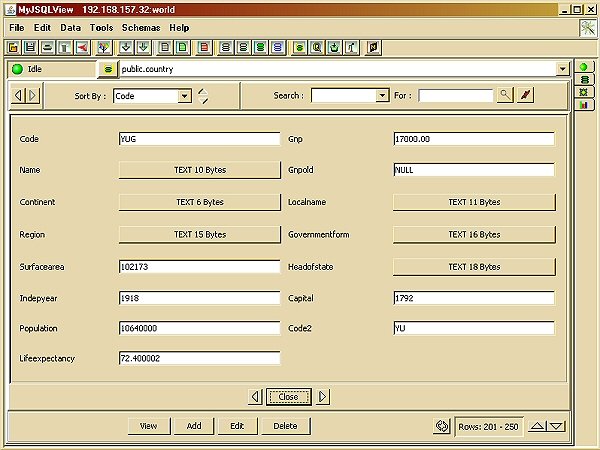 MyJSQLView 192.168.157.32:world
File Edit Data Tools Schemas Help
Idle public.country
Sort By : Code Search : For :
Code YUG Gnp 17000.00
Name TEXT 10 Bytes Gnpold NULL
Continent TEXT 6 Bytes Localname TEXT 11 Bytes
Region TEXT 15 Bytes Governmentform TEXT 16 Bytes
Surfacearea 102173 Headofstate TEXT 18 Bytes
Indepyear 1918 Capital 1792
Population 10640000 Code2 YU
Lifeexpectancy 72.400002
Close
View Add Edit Delete Rows: 201 - 250